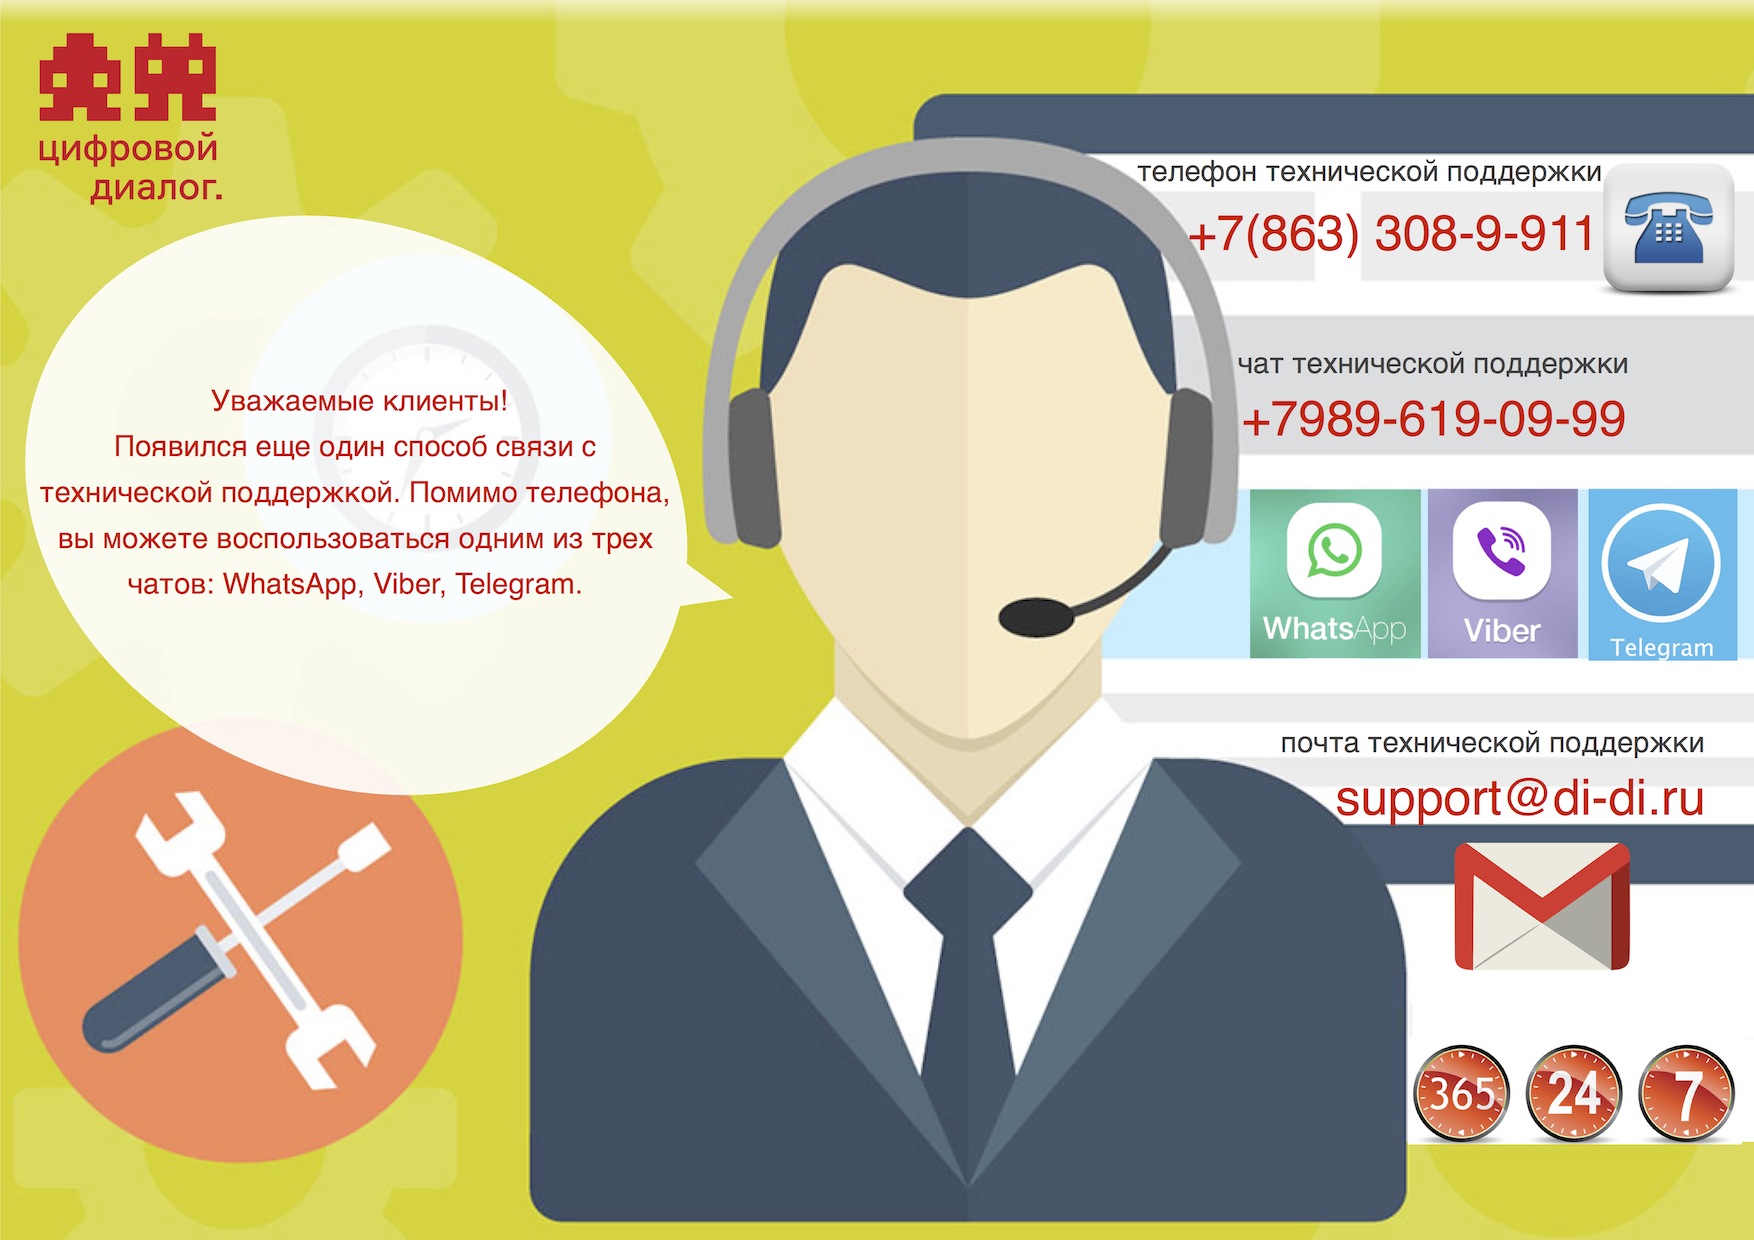 цифровой
диалог.
Уважаемые клиенты!
Появился еще один способ связи с
технической поддержкой. Помимо телефона,
вы можете воспользоваться одним из трех
чатов: WhatsApp, Viber, Telegram.
телефон технической поддержки
+7(863) 308-9-911
чат технической поддержки
+7989-619-09-99
WhatsApp
Viber
Telegram
почта технической поддержки
support@di-di.ru
365 24 7